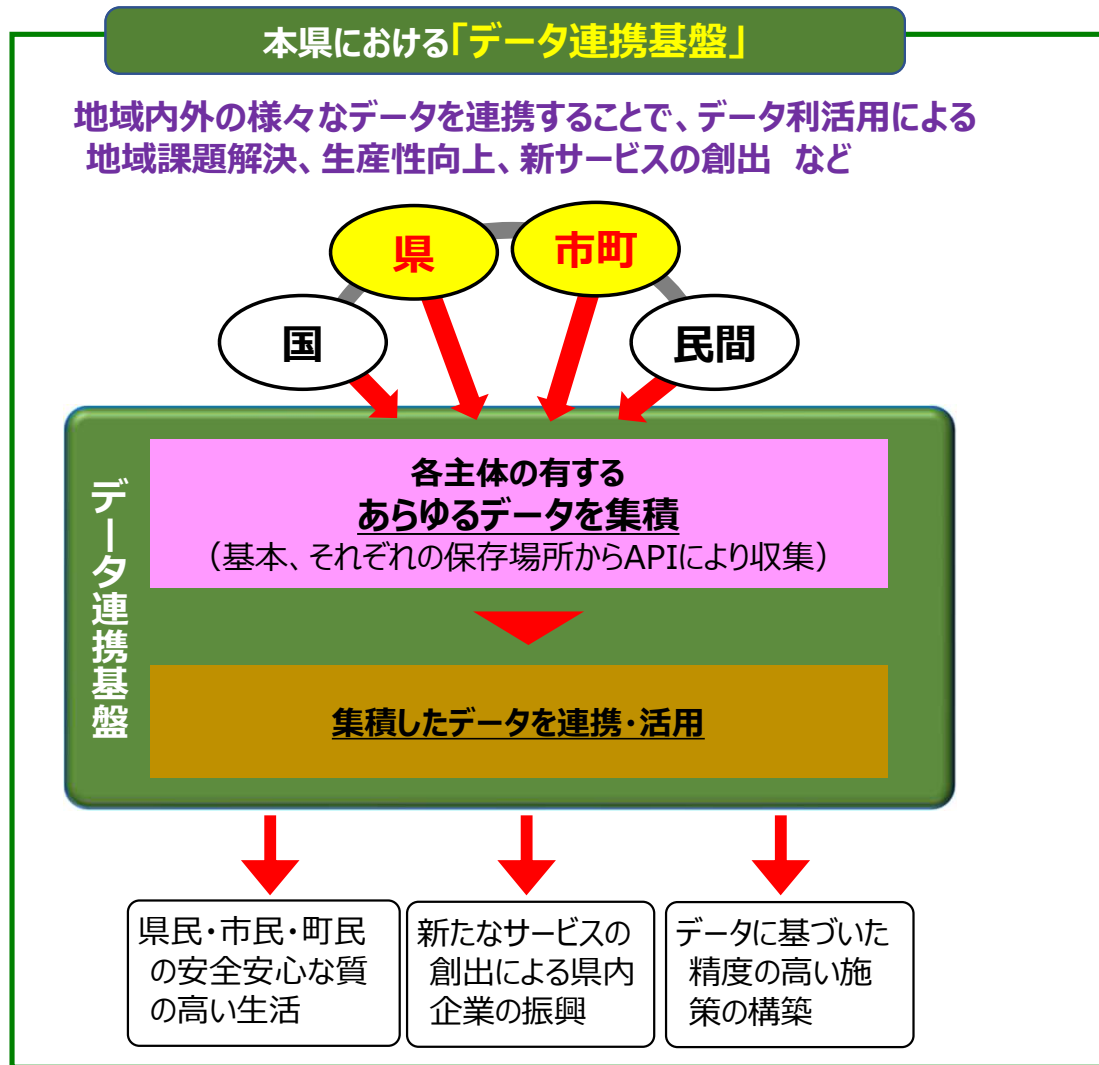 本県における「データ連携基盤」
地域内外の様々なデータを連携することで、データ利活用による
地域課題解決、生産性向上、新サービスの創出　など
県
市町
国
民間
データ連携基盤
各主体の有する
あらゆるデータを集積
（基本、それぞれの保存場所からAPIにより収集）
集積したデータを連携・活用
県民・市民・町民
の安全安心な質
の高い生活
新たなサービスの
創出による県内
企業の振興
データに基づいた
精度の高い施
策の構築